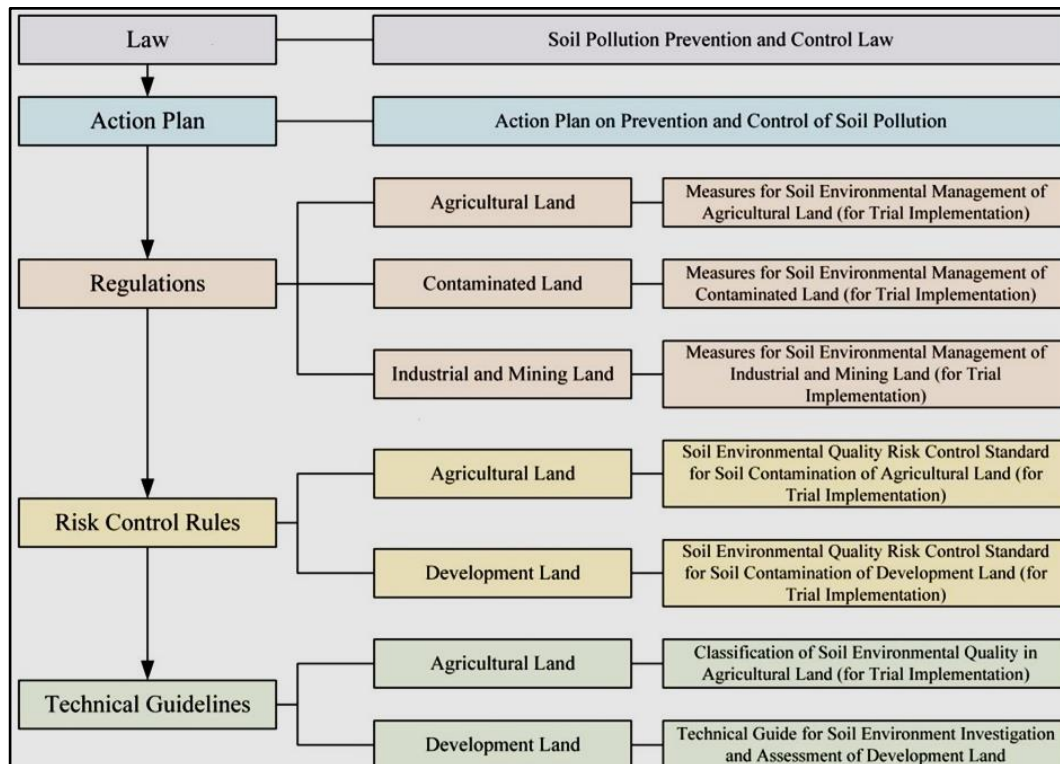 Law
Soil Pollution Prevention and Control Law
Action Plan
Action Plan on Prevention and Control of Soil Pollution
Regulations
Agricultural Land
Measures for Soil Environmental Management of
Agricultural Land (for Trial Implementation)
Contaminated Land
Measures for Soil Environmental Management of
Contaminated Land (for Trial Implementation)
Industrial and Mining Land
Measures for Soil Environmental Management of
Industrial and Mining Land (for Trial
Implementation)
Risk Control Rules
Agricultural Land
Soil Environmental Quality Risk Control Standard
for Soil Contamination of Agricultural Land (for
Trial Implementation)
Development Land
Soil Environmental Quality Risk Control Standard
for Soil Contamination of Development Land (for
Trial Implementation)
Technical Guidelines
Agricultural Land
Classification of Soil Environmental Quality in
Agricultural Land (for Trial Implementation)
Development Land
Technical Guide for Soil Environment Investigation
and Assessment of Development Land